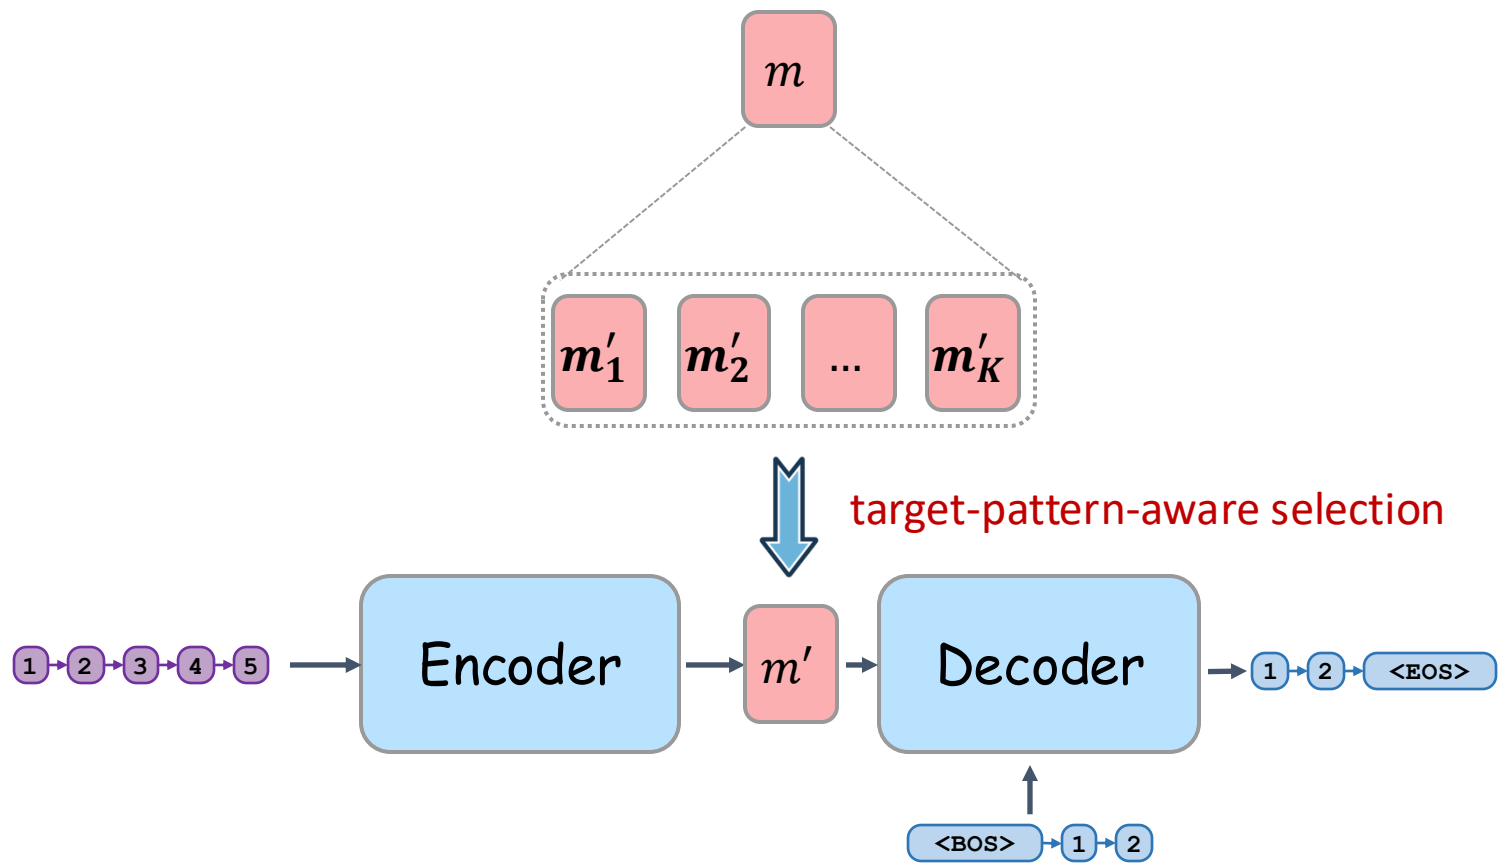 m
m′₁ m′₂ ... m′_K
target-pattern-aware selection
1 2 3 4 5
Encoder
m′
Decoder
1 2 <EOS>
<BOS> 1 2